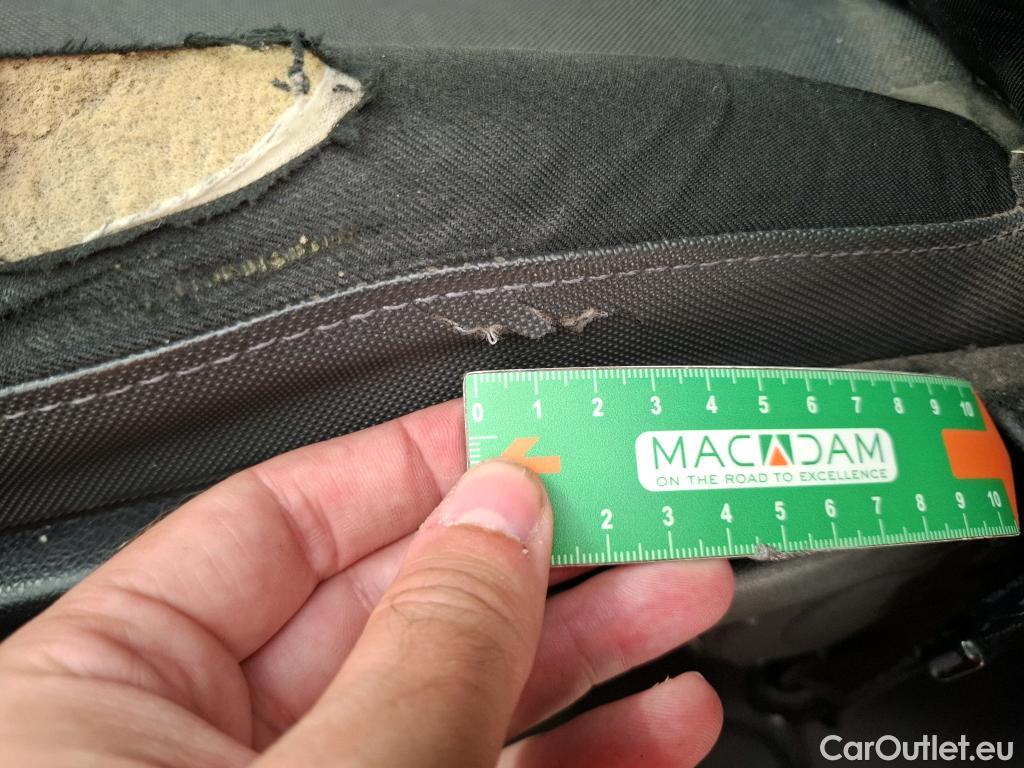 0 1 2 3 4 5 6 7 8 9 10
MACADAM
ON THE ROAD TO EXCELLENCE
2 3 4 5 6 7 8 9 10
CarOutlet.eu